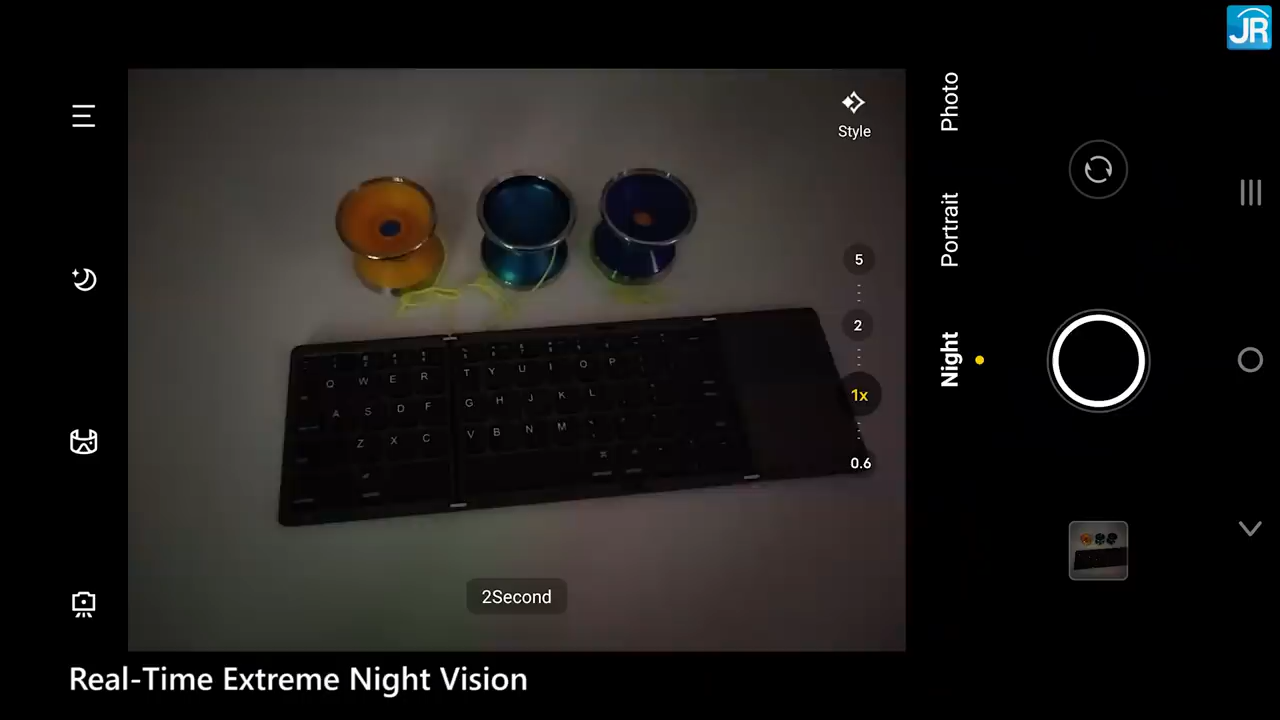 JR
Style
Photo
Portrait
Night
5
2
1x
0.6
Q W E R T Y U I O P
A S D F G H J K L
Z X C V B N M
2Second
Real-Time Extreme Night Vision